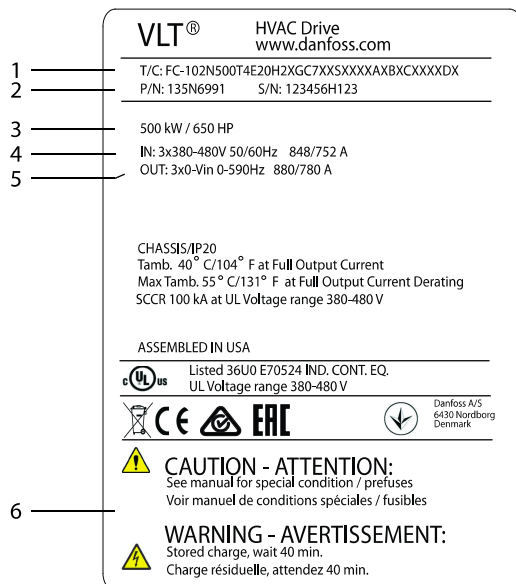 VLT® HVAC Drive
www.danfoss.com
1 T/C: FC-102N500T4E20H2XGC7XXSXXXXAXBXCXXXXDX
2 P/N: 135N6991 S/N: 123456H123
3 500 kW / 650 HP
4 IN: 3x380-480V 50/60Hz 848/752 A
5 OUT: 3x0-Vin 0-590Hz 880/780 A
CHASSIS/IP20
Tamb. 40° C/104° F at Full Output Current
Max Tamb. 55° C/131° F at Full Output Current Derating
SCCR 100 kA at UL Voltage range 380-480 V
ASSEMBLED IN USA
c UL us Listed 36U0 E70524 IND. CONT. EQ.
UL Voltage range 380-480 V
CE EAC
Danfoss A/S
6430 Nordborg
Denmark
CAUTION - ATTENTION:
See manual for special condition / prefuses
Voir manuel de conditions spéciales / fusibles
6
WARNING - AVERTISSEMENT:
Stored charge, wait 40 min.
Charge résiduelle, attendez 40 min.